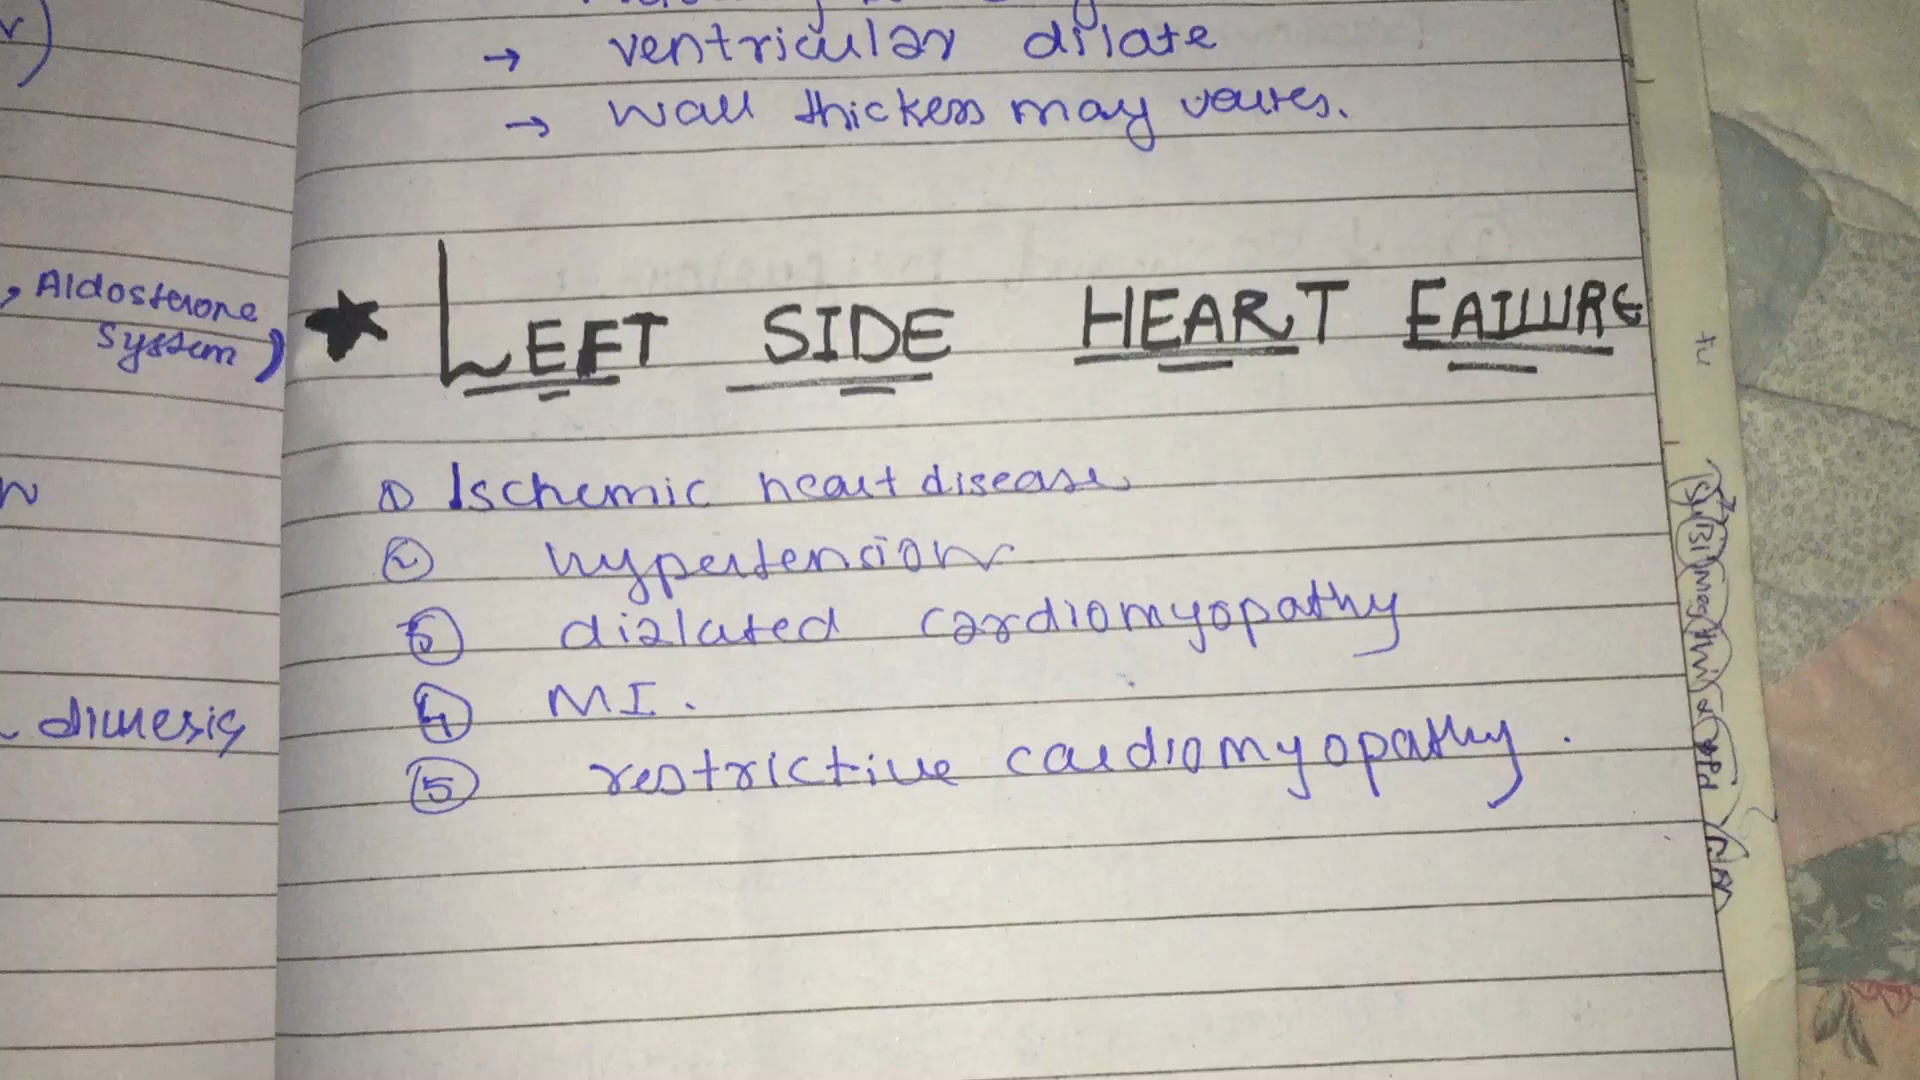 → ventricular dilate
→ wall thickess may varies.
Aldosterone
system)
★ LEFT SIDE HEART FAILURE
① Ischemic heart disease
② hypertension
③ dialated cardiomyopathy
④ MI.
diuresis
⑤ restrictive cardiomyopathy.